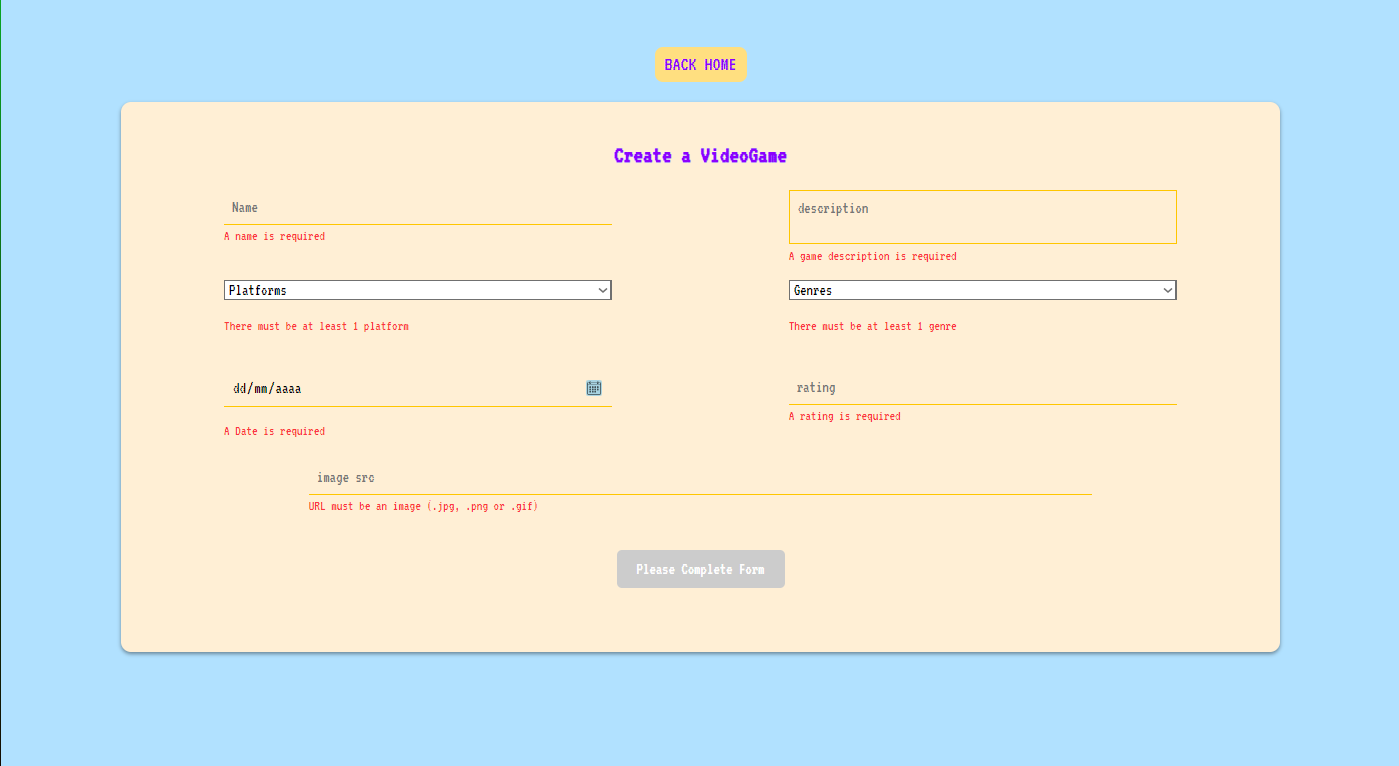 BACK HOME
Create a VideoGame
Name
description
A name is required
A game description is required
Platforms
Genres
There must be at least 1 platform
There must be at least 1 genre
dd/mm/aaaa
rating
A rating is required
A Date is required
image src
URL must be an image (.jpg, .png or .gif)
Please Complete Form